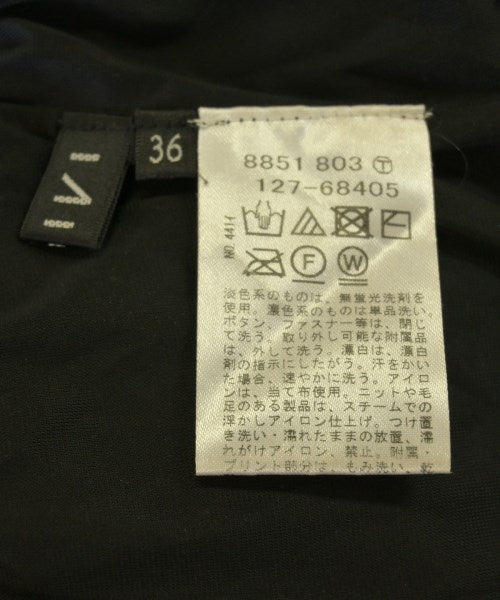 36
8851 803 Ⓣ
127-68405
NO.4414
F W
淡色系のものは、無蛍光洗剤を
使用。濃色系のものは単品洗い。
ボタン、ファスナー等は、閉じ
て洗う。取り外し可能な附属品
は、外して洗う。漂白は、漂白
剤の指示にしたがう。汗をかい
た場合、速やかに洗う。アイロ
ンは、当て布使用。ニットや毛
足のある製品は、スチームでの
浮かしアイロン仕上げ。つけ置
き洗い・濡れたままの放置、濡
れがけアイロン、禁止。附属・
プリント部分は、もみ洗い、乾